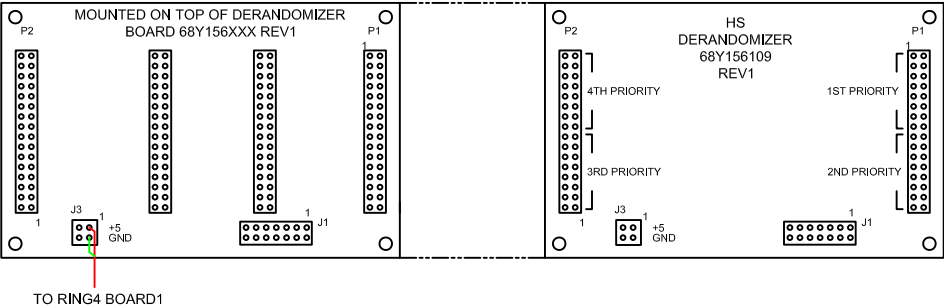 MOUNTED ON TOP OF DERANDOMIZER
BOARD 68Y156XXX REV1
P2
P1
1
1
J3
1
+5
GND
1
J1
HS
DERANDOMIZER
68Y156109
REV1
P2
P1
1
4TH PRIORITY
1ST PRIORITY
3RD PRIORITY
2ND PRIORITY
1
J3
1
+5
GND
1
J1
TO RING4 BOARD1